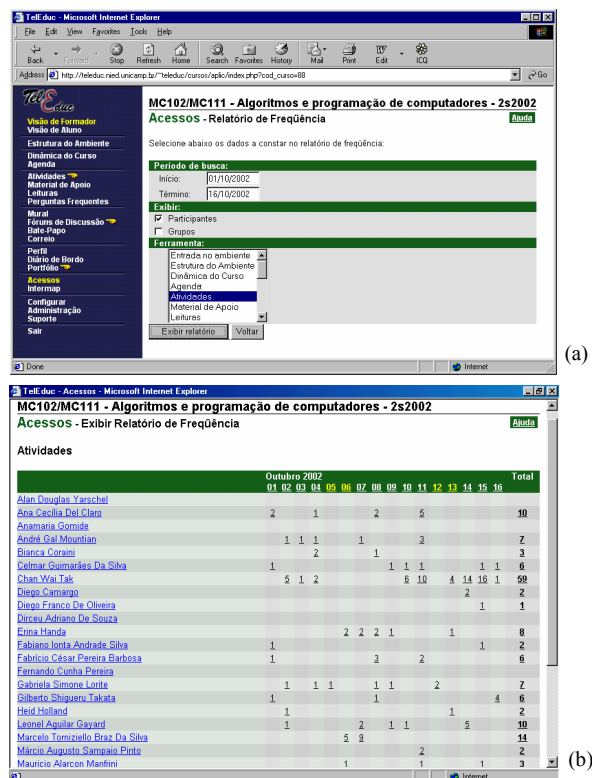 TelEduc - Microsoft Internet Explorer
File Edit View Favorites Tools Help
Back Forward Stop Refresh Home Search Favorites History Mail Print Edit ICQ
Address http://teleduc.nied.unicamp.br/~teleduc/cursos/aplic/index.php?cod_curso=88 Go
TelEduc
Visão de Formador
Visão de Aluno
Estrutura do Ambiente
Dinâmica do Curso
Agenda
Atividades
Material de Apoio
Leituras
Perguntas Frequentes
Mural
Fóruns de Discussão
Bate-Papo
Correio
Perfil
Diário de Bordo
Portfólio
Acessos
Intermap
Configurar
Administração
Suporte
Sair
MC102/MC111 - Algoritmos e programação de computadores - 2s2002
Acessos - Relatório de Freqüência Ajuda
Selecione abaixo os dados a constar no relatório de freqüência:
Período de busca:
Início: 01/10/2002
Término: 16/10/2002
Exibir:
Participantes
Grupos
Ferramenta:
Entrada no ambiente
Estrutura do Ambiente
Dinâmica do Curso
Agenda
Atividades
Material de Apoio
Leituras
Exibir relatório Voltar
Done Internet
(a)
TelEduc - Acessos - Microsoft Internet Explorer
MC102/MC111 - Algoritmos e programação de computadores - 2s2002
Acessos - Exibir Relatório de Freqüência Ajuda
Atividades
Outubro 2002 Total
01 02 03 04 05 06 07 08 09 10 11 12 13 14 15 16
Alan Douglas Yarschel
Ana Cecília Del Claro 2 1 2 5 10
Anamaria Gomide
André Gal Mountian 1 1 1 1 3 7
Bianca Coraini 2 1 3
Celmar Guimarães Da Silva 1 1 1 1 1 1 6
Chan Wai Tak 5 1 2 6 10 4 14 16 1 59
Diego Camargo 2 2
Diego Franco De Oliveira 1 1
Dirceu Adriano De Souza
Erina Handa 2 2 2 1 1 8
Fabiano Ionta Andrade Silva 1 1 2
Fabrício César Pereira Barbosa 1 3 2 6
Fernando Cunha Pereira
Gabriela Simone Lorite 1 1 1 1 1 2 7
Gilberto Shigueru Takata 1 1 4 6
Heid Holland 1 1 2
Leonel Aguilar Gayard 1 2 1 1 5 10
Marcelo Torniziello Braz Da Silva 5 9 14
Márcio Augusto Sampaio Pinto 2 2
Mauricio Alarcon Manfrini 1 1 1 3
Internet
(b)